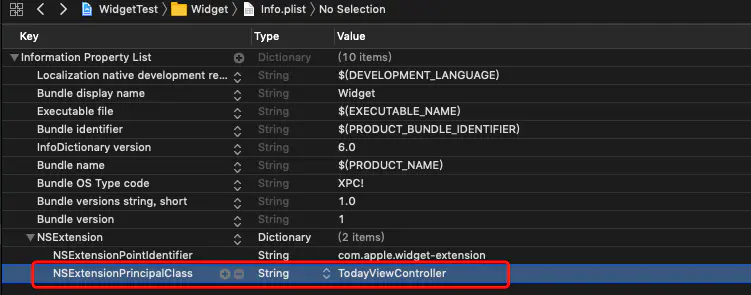 WidgetTest Widget Info.plist No Selection
Key Type Value
Information Property List Dictionary (10 items)
Localization native development re... String $(DEVELOPMENT_LANGUAGE)
Bundle display name String Widget
Executable file String $(EXECUTABLE_NAME)
Bundle identifier String $(PRODUCT_BUNDLE_IDENTIFIER)
InfoDictionary version String 6.0
Bundle name String $(PRODUCT_NAME)
Bundle OS Type code String XPC!
Bundle versions string, short String 1.0
Bundle version String 1
NSExtension Dictionary (2 items)
NSExtensionPointIdentifier String com.apple.widget-extension
NSExtensionPrincipalClass String TodayViewController